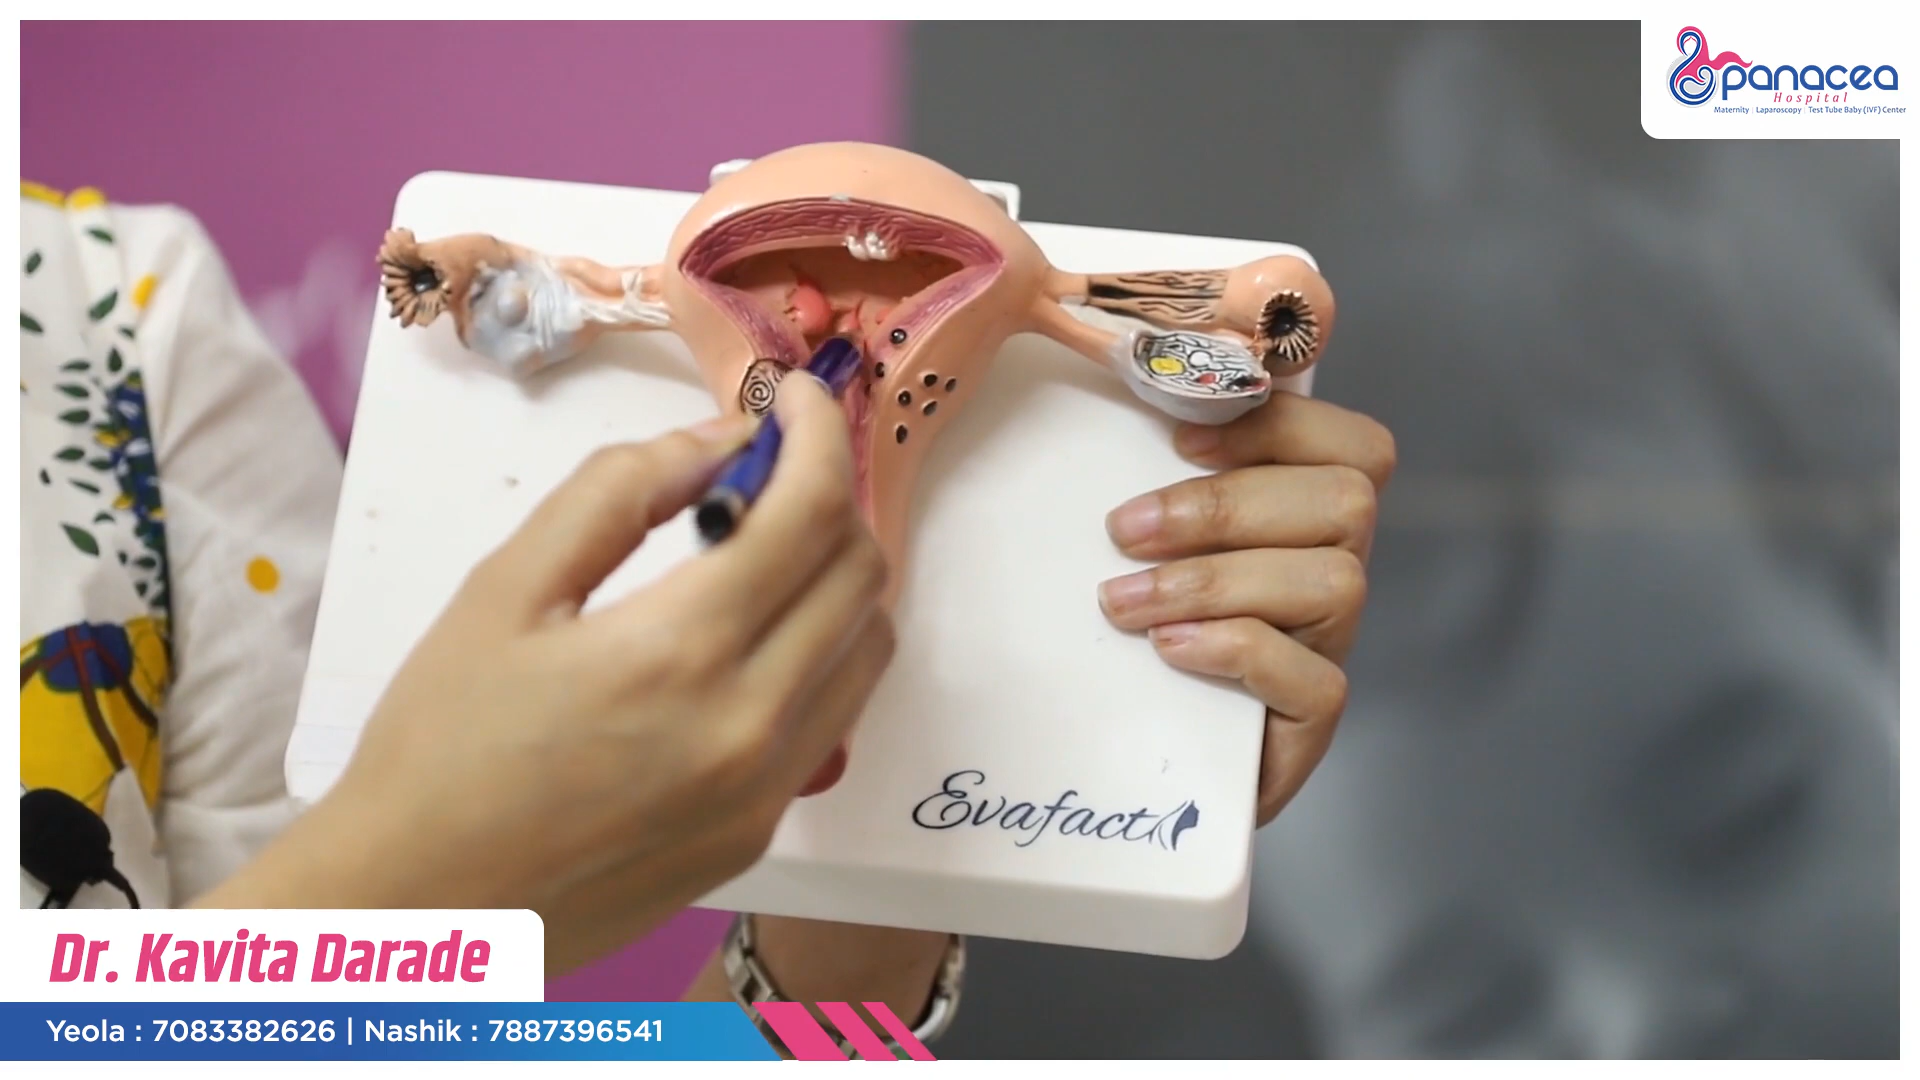 panacea
Hospital
Maternity | Laparoscopy | Test Tube Baby (IVF) Center
Evafact
Dr. Kavita Darade
Yeola : 7083382626 | Nashik : 7887396541